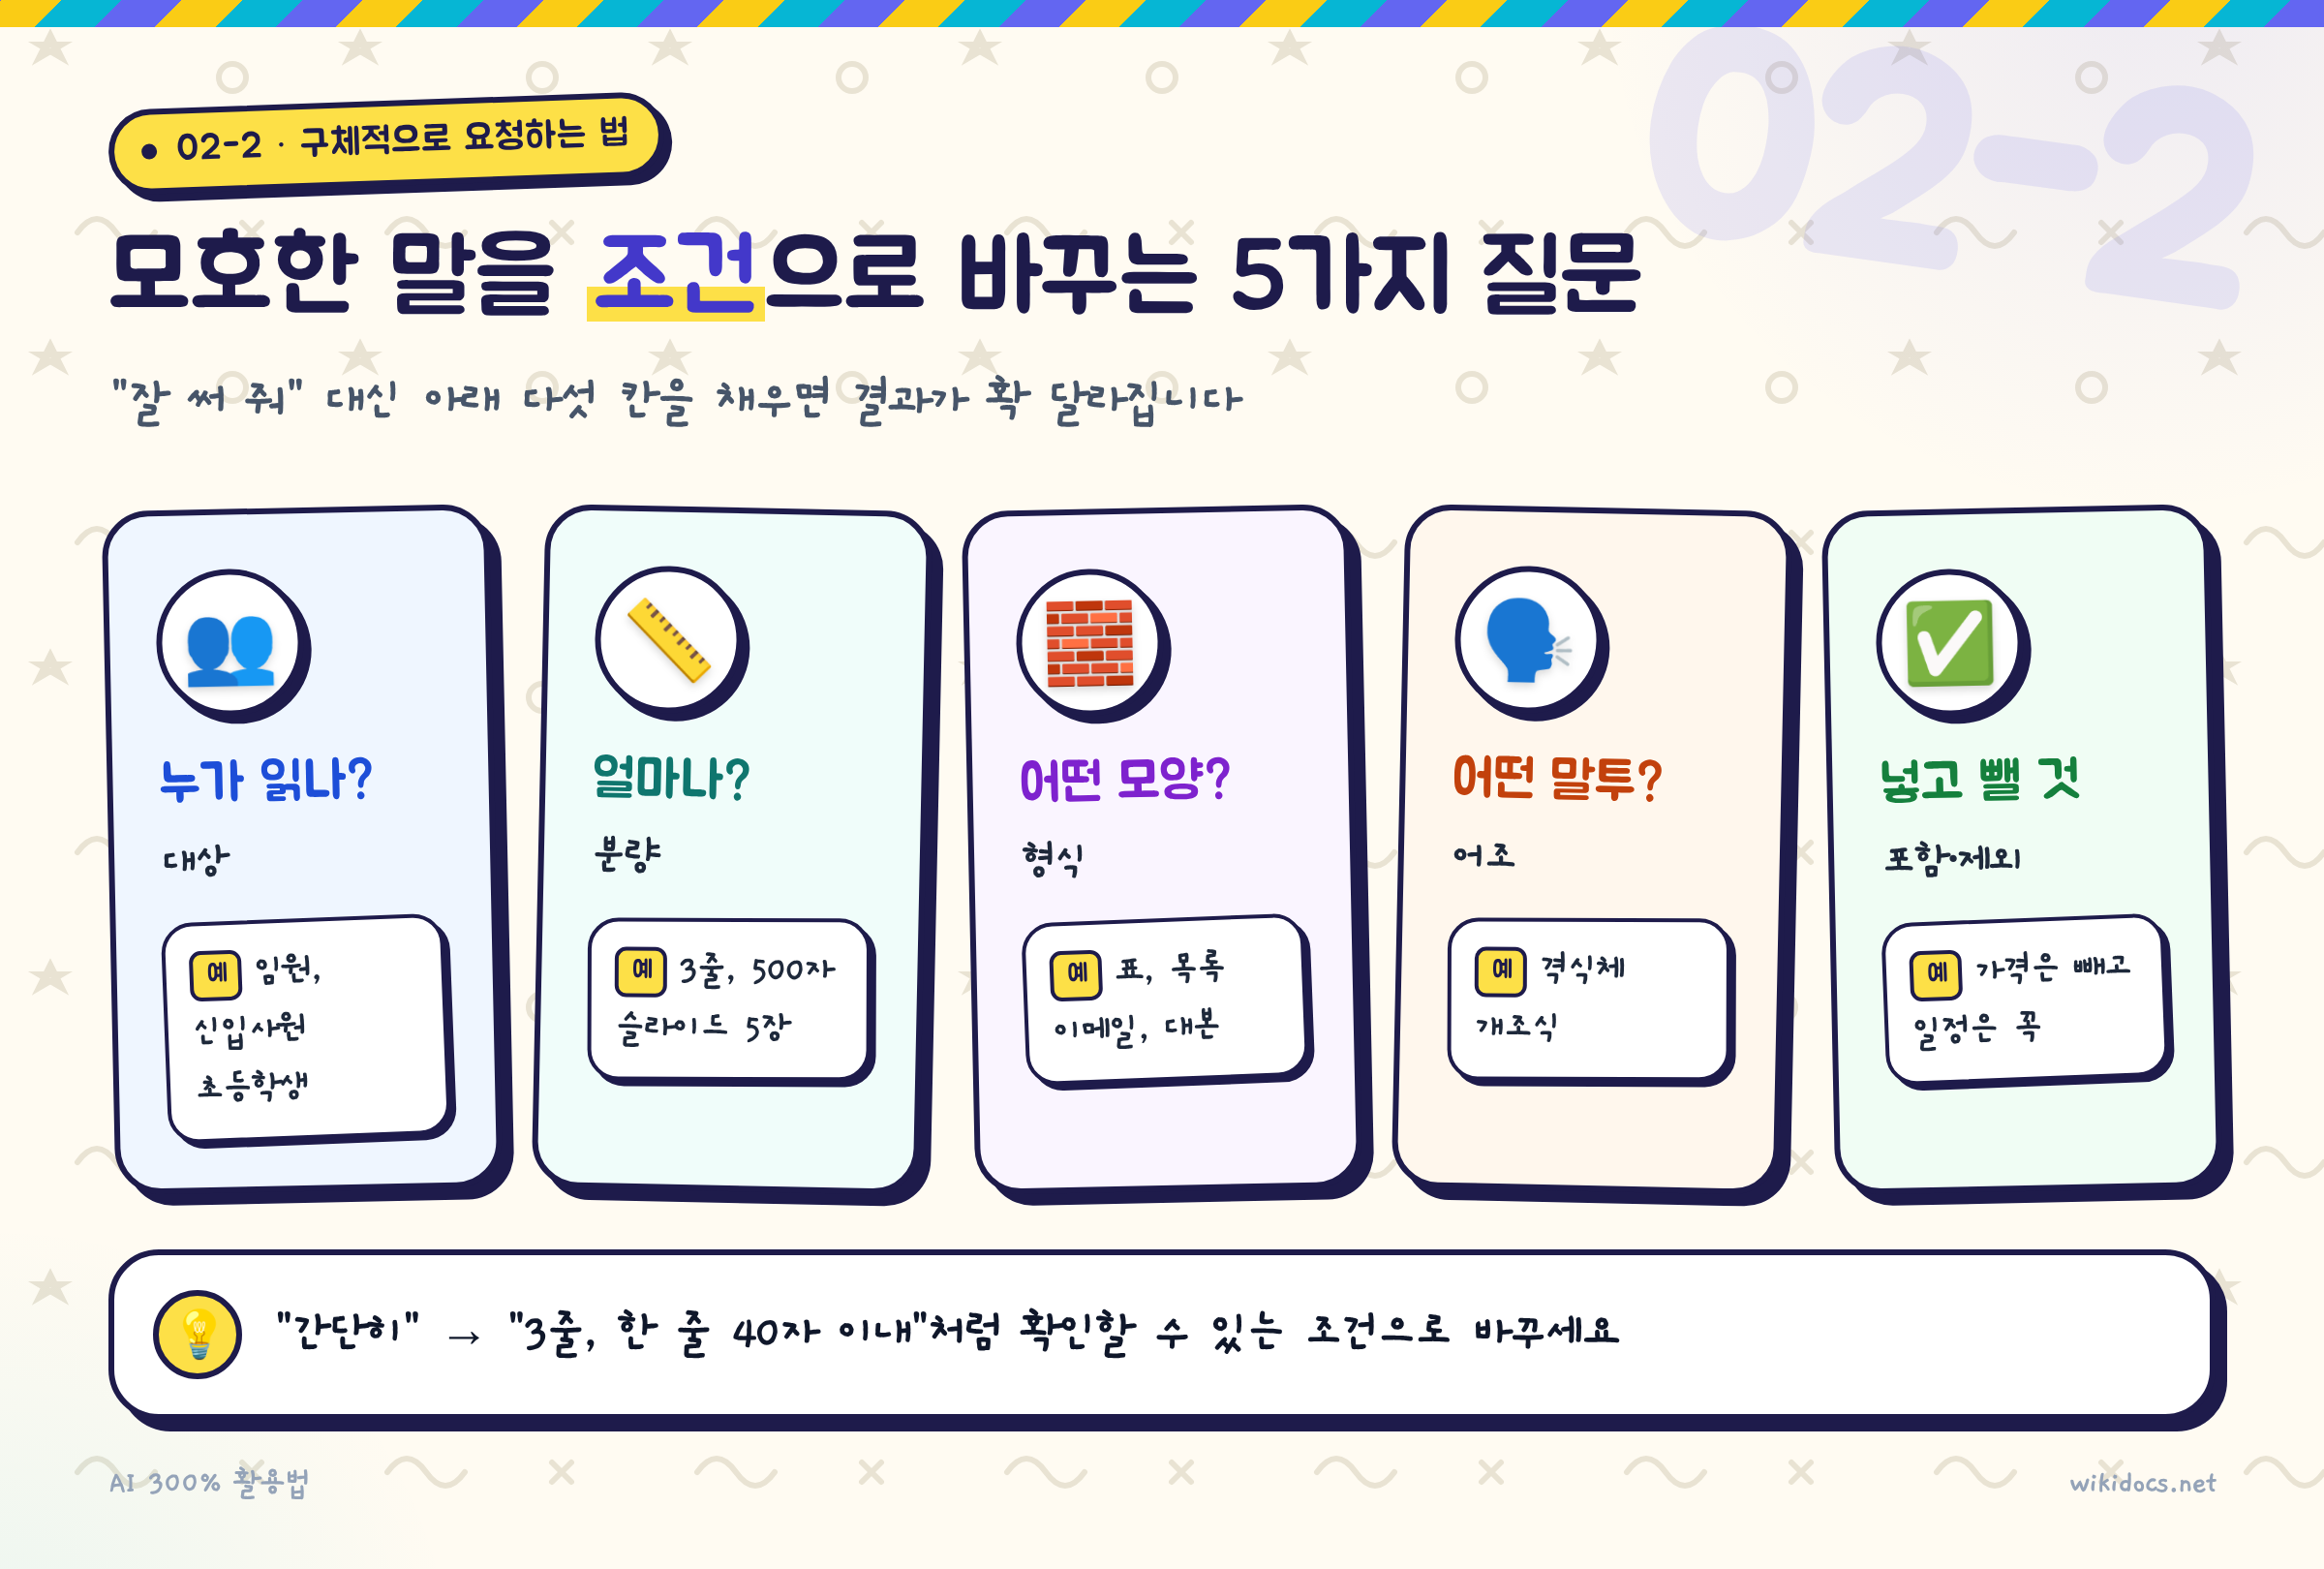 02-2
02-2 · 구체적으로 요청하는 법
모호한 말을 조건으로 바꾸는 5가지 질문
"잘 써 줘" 대신 아래 다섯 칸을 채우면 결과가 확 달라집니다
누가 읽나?
대상
예 임원,
신입사원
초등학생
얼마나?
분량
예 3줄, 500자
슬라이드 5장
어떤 모양?
형식
예 표, 목록
이메일, 대본
어떤 말투?
어조
예 격식체
개조식
넣고 뺄 것
포함·제외
예 가격은 빼고
일정은 꼭
"간단히" → "3줄, 한 줄 40자 이내"처럼 확인할 수 있는 조건으로 바꾸세요
AI 300% 활용법
wikidocs.net